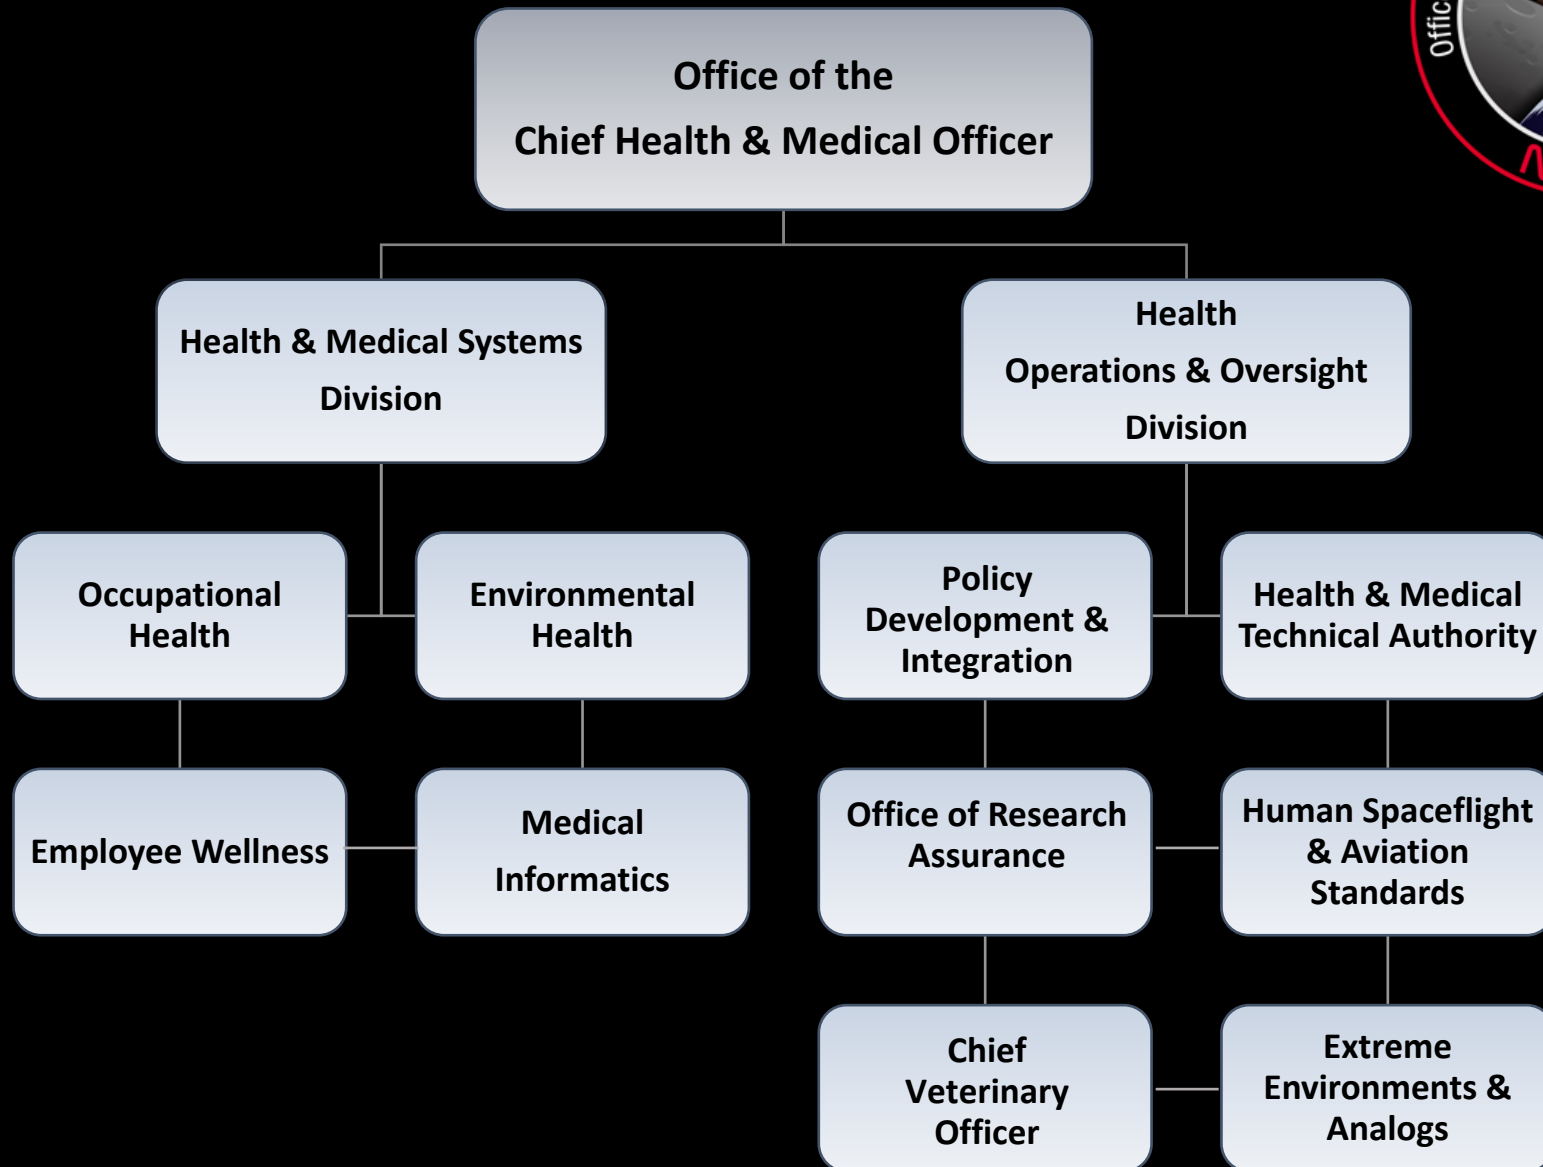 Office of the
Chief Health & Medical Officer
Health & Medical Systems
Division
Health
Operations & Oversight
Division
Occupational
Health
Environmental
Health
Policy
Development &
Integration
Health & Medical
Technical Authority
Employee Wellness
Medical
Informatics
Office of Research
Assurance
Human Spaceflight
& Aviation
Standards
Chief
Veterinary
Officer
Extreme
Environments &
Analogs